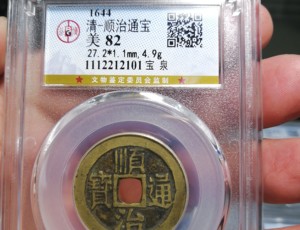 1644
清-顺治通宝
美 82
27.2*1.1mm,4.9g
1112212101 宝 泉
★ 文物鉴定委员会监制 ★
順
寶 通
治